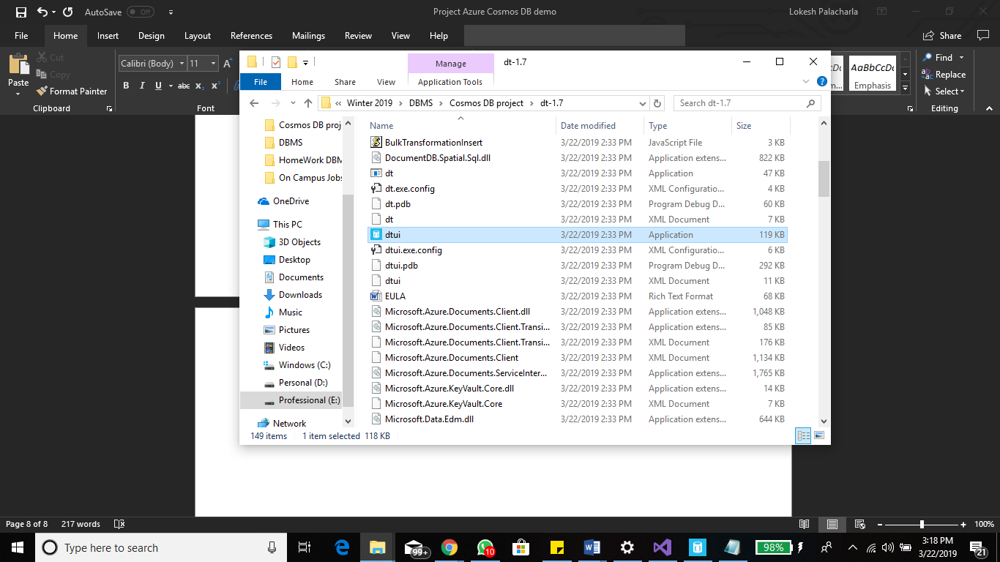 AutoSave Off Project Azure Cosmos DB demo Lokesh Palacharla
File Home Insert Design Layout References Mailings Review View Help Share
Paste Cut Copy Format Painter
Clipboard
Calibri (Body) 11 A
B I U abc x₂ x²
Font
AaBbCcDc
Emphasis
Find
Replace
Select
Editing
Manage dt-1.7
File Home Share View Application Tools
« Winter 2019 > DBMS > Cosmos DB project > dt-1.7 Search dt-1.7
Cosmos DB proj
DBMS
HomeWork DBM
On Campus Jobs
OneDrive
This PC
3D Objects
Desktop
Documents
Downloads
Music
Pictures
Videos
Windows (C:)
Personal (D:)
Professional (E:)
Network
Name Date modified Type Size
BulkTransformationInsert 3/22/2019 2:33 PM JavaScript File 3 KB
DocumentDB.Spatial.Sql.dll 3/22/2019 2:33 PM Application extens... 822 KB
dt 3/22/2019 2:33 PM Application 47 KB
dt.exe.config 3/22/2019 2:33 PM XML Configuratio... 4 KB
dt.pdb 3/22/2019 2:33 PM Program Debug D... 60 KB
dt 3/22/2019 2:33 PM XML Document 7 KB
dtui 3/22/2019 2:33 PM Application 119 KB
dtui.exe.config 3/22/2019 2:33 PM XML Configuratio... 6 KB
dtui.pdb 3/22/2019 2:33 PM Program Debug D... 292 KB
dtui 3/22/2019 2:33 PM XML Document 11 KB
EULA 3/22/2019 2:33 PM Rich Text Format 68 KB
Microsoft.Azure.Documents.Client.dll 3/22/2019 2:33 PM Application extens... 1,048 KB
Microsoft.Azure.Documents.Client.Transi... 3/22/2019 2:33 PM Application extens... 85 KB
Microsoft.Azure.Documents.Client.Transi... 3/22/2019 2:33 PM XML Document 176 KB
Microsoft.Azure.Documents.Client 3/22/2019 2:33 PM XML Document 1,134 KB
Microsoft.Azure.Documents.ServiceInter... 3/22/2019 2:33 PM Application extens... 1,765 KB
Microsoft.Azure.KeyVault.Core.dll 3/22/2019 2:33 PM Application extens... 14 KB
Microsoft.Azure.KeyVault.Core 3/22/2019 2:33 PM XML Document 7 KB
Microsoft.Data.Edm.dll 3/22/2019 2:33 PM Application extens... 644 KB
149 items 1 item selected 118 KB
Page 8 of 8 217 words 100%
Type here to search 99+ 10 98% 3:18 PM
3/22/2019 21